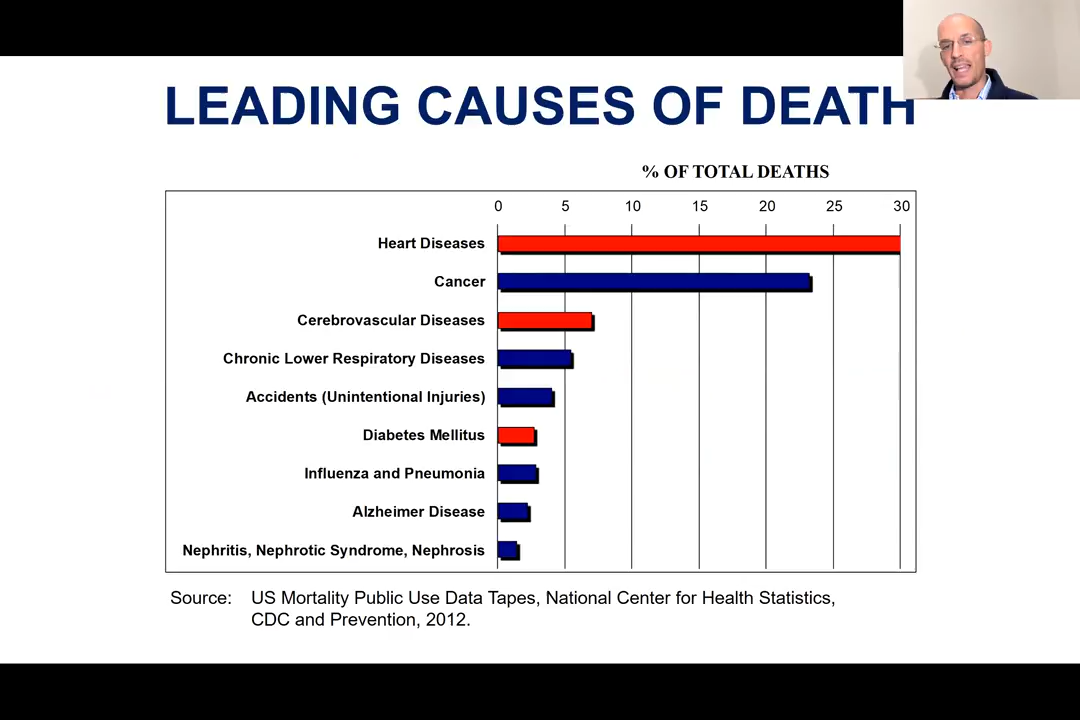 LEADING CAUSES OF DEATH
% OF TOTAL DEATHS
0 5 10 15 20 25 30
Heart Diseases
Cancer
Cerebrovascular Diseases
Chronic Lower Respiratory Diseases
Accidents (Unintentional Injuries)
Diabetes Mellitus
Influenza and Pneumonia
Alzheimer Disease
Nephritis, Nephrotic Syndrome, Nephrosis
Source: US Mortality Public Use Data Tapes, National Center for Health Statistics,
CDC and Prevention, 2012.